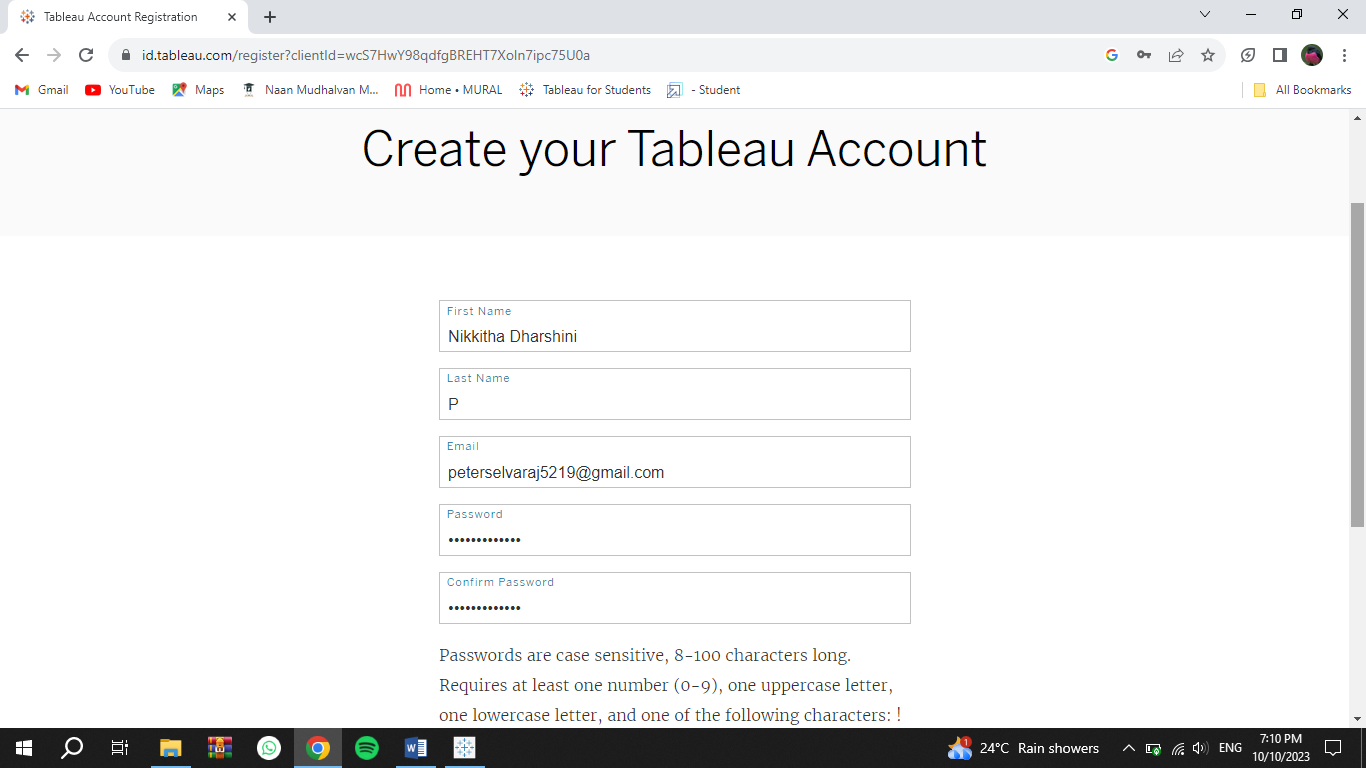 Tableau Account Registration
id.tableau.com/register?clientId=wcS7HwY98qdfgBREHT7XoIn7ipc75U0a
Gmail YouTube Maps Naan Mudhalvan M... Home • MURAL Tableau for Students - Student All Bookmarks
Create your Tableau Account
First Name
Nikkitha Dharshini
Last Name
P
Email
peterselvaraj5219@gmail.com
Password
•••••••••••••
Confirm Password
•••••••••••••
Passwords are case sensitive, 8-100 characters long.
Requires at least one number (0-9), one uppercase letter,
one lowercase letter, and one of the following characters: !
1 24°C Rain showers ENG 7:10 PM
10/10/2023